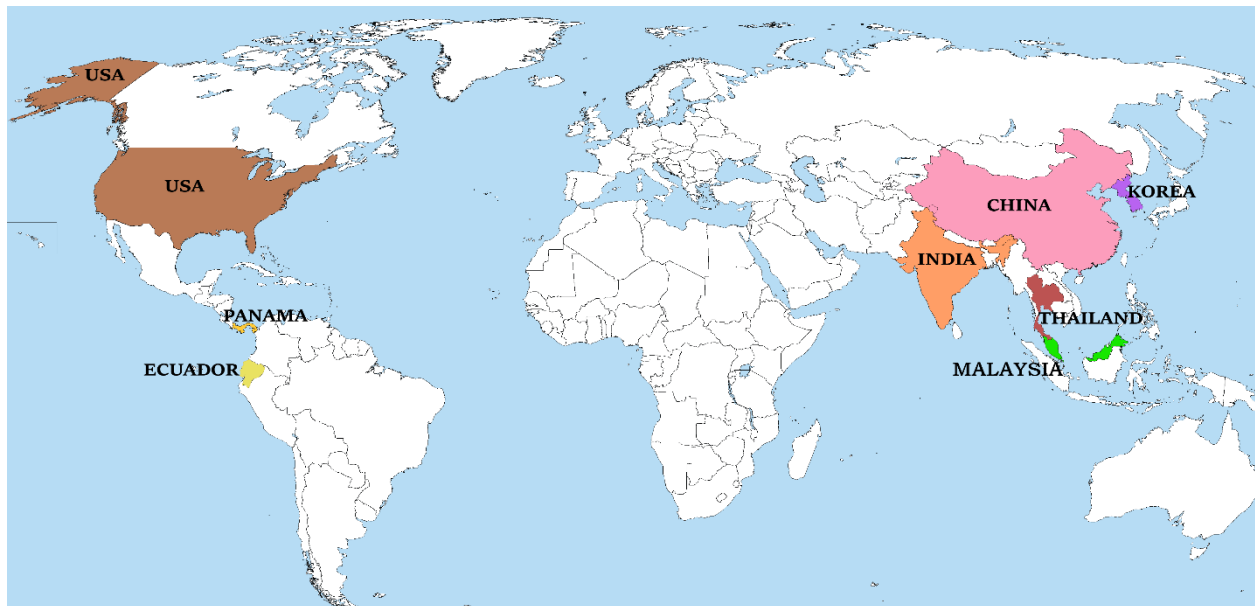 USA
USA
KOREA
CHINA
INDIA
PANAMA
THAILAND
ECUADOR
MALAYSIA